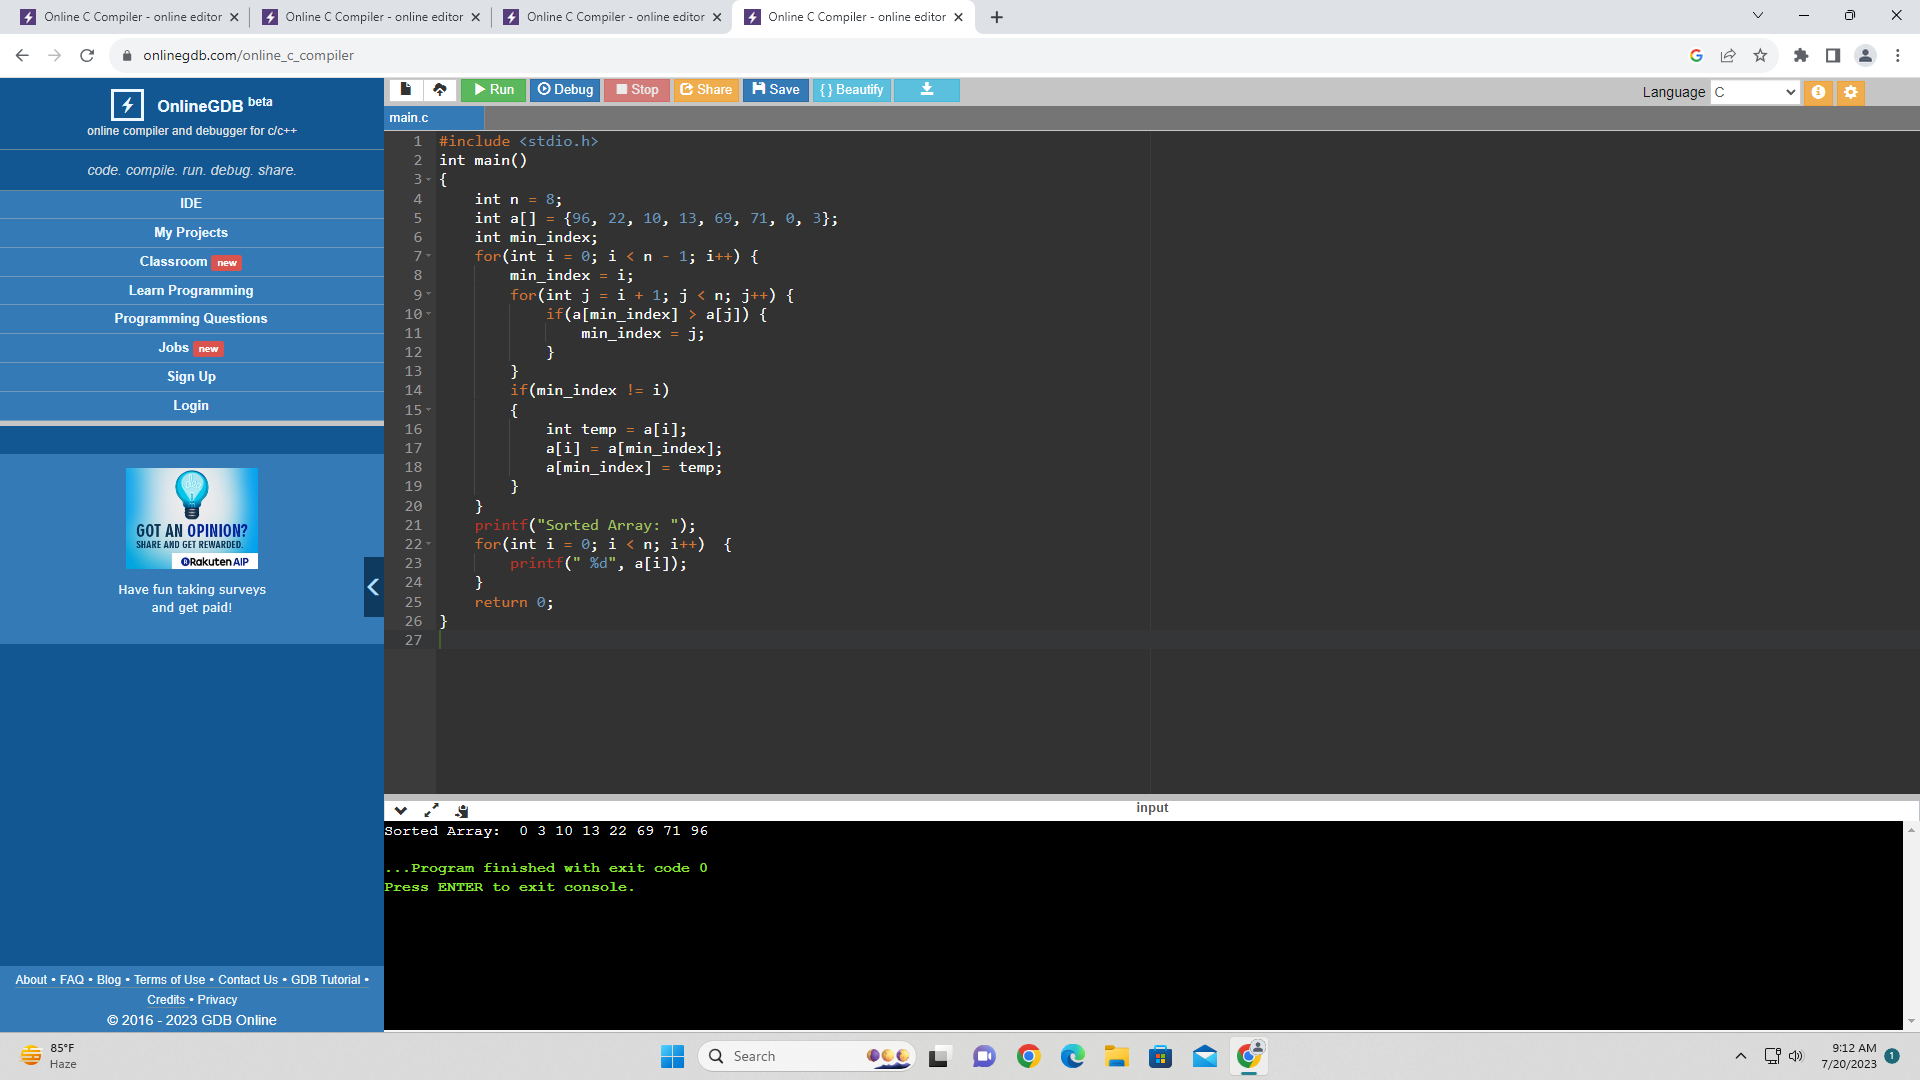 Online C Compiler - online editor
Online C Compiler - online editor
Online C Compiler - online editor
Online C Compiler - online editor
onlinegdb.com/online_c_compiler
OnlineGDB beta
online compiler and debugger for c/c++
code. compile. run. debug. share.
IDE
My Projects
Classroom new
Learn Programming
Programming Questions
Jobs new
Sign Up
Login
GOT AN OPINION?
SHARE AND GET REWARDED.
Rakuten AIP
Have fun taking surveys
and get paid!
About • FAQ • Blog • Terms of Use • Contact Us • GDB Tutorial •
Credits • Privacy
© 2016 - 2023 GDB Online
Run Debug Stop Share Save {} Beautify
Language C
main.c
1 #include <stdio.h>
2 int main()
3 {
4     int n = 8;
5     int a[] = {96, 22, 10, 13, 69, 71, 0, 3};
6     int min_index;
7     for(int i = 0; i < n - 1; i++) {
8         min_index = i;
9         for(int j = i + 1; j < n; j++) {
10             if(a[min_index] > a[j]) {
11                 min_index = j;
12             }
13         }
14         if(min_index != i)
15         {
16             int temp = a[i];
17             a[i] = a[min_index];
18             a[min_index] = temp;
19         }
20     }
21     printf("Sorted Array: ");
22     for(int i = 0; i < n; i++)  {
23         printf(" %d", a[i]);
24     }
25     return 0;
26 }
27
input
Sorted Array:  0 3 10 13 22 69 71 96
...Program finished with exit code 0
Press ENTER to exit console.
85°F
Haze
Search
9:12 AM
7/20/2023
1